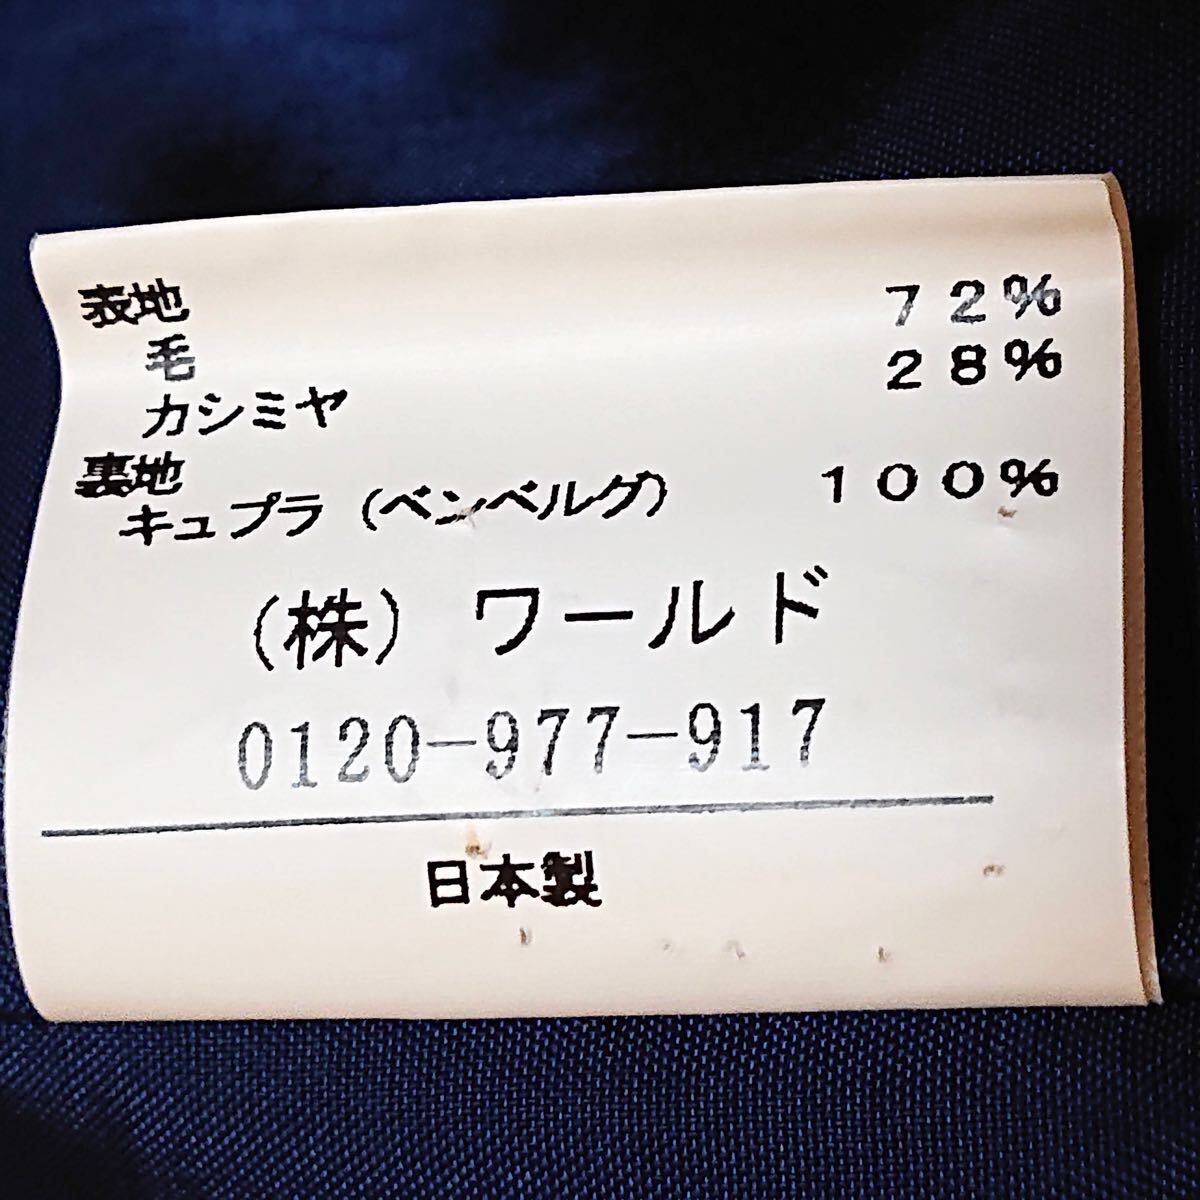 表地
毛 72%
カシミヤ 28%
裏地
キュプラ(ベンベルグ) 100%
(株) ワールド
0120-977-917
日本製